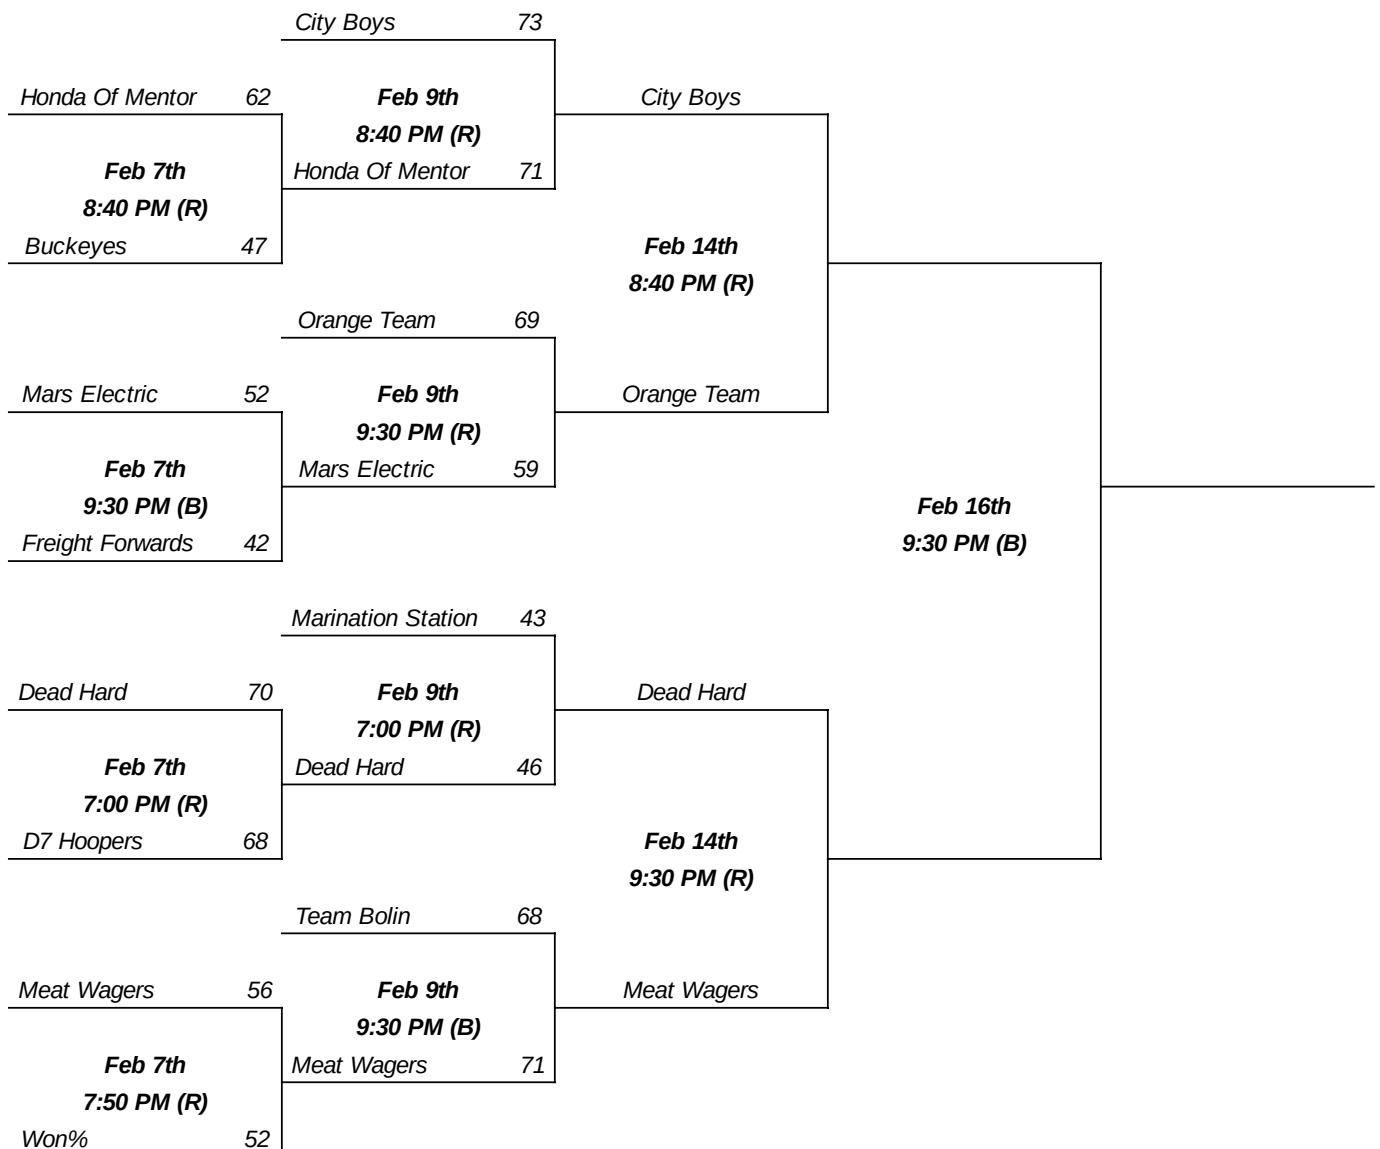 City Boys 73
Honda Of Mentor 62 Feb 9th City Boys
8:40 PM (R)
Feb 7th Honda Of Mentor 71
8:40 PM (R)
Buckeyes 47 Feb 14th
8:40 PM (R)
Orange Team 69
Mars Electric 52 Feb 9th Orange Team
9:30 PM (R)
Feb 7th Mars Electric 59
9:30 PM (B) Feb 16th
Freight Forwards 42 9:30 PM (B)
Marination Station 43
Dead Hard 70 Feb 9th Dead Hard
7:00 PM (R)
Feb 7th Dead Hard 46
7:00 PM (R)
D7 Hoopers 68 Feb 14th
9:30 PM (R)
Team Bolin 68
Meat Wagers 56 Feb 9th Meat Wagers
9:30 PM (B)
Feb 7th Meat Wagers 71
7:50 PM (R)
Won% 52